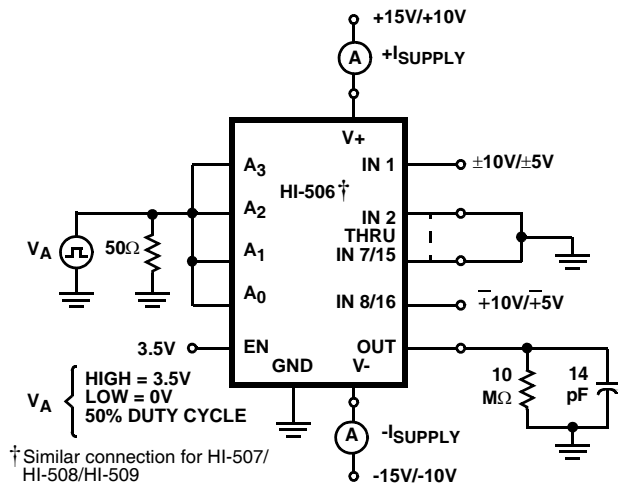 +15V/+10V
A
+ISUPPLY
V+
A3
IN 1
±10V/±5V
HI-506†
A2
IN 2
THRU
VA
50Ω
A1
IN 7/15
A0
IN 8/16
∓10V/∓5V
3.5V
EN
OUT
GND
V-
VA
HIGH = 3.5V
LOW = 0V
50% DUTY CYCLE
10
MΩ
14
pF
A
-ISUPPLY
†Similar connection for HI-507/
HI-508/HI-509
-15V/-10V